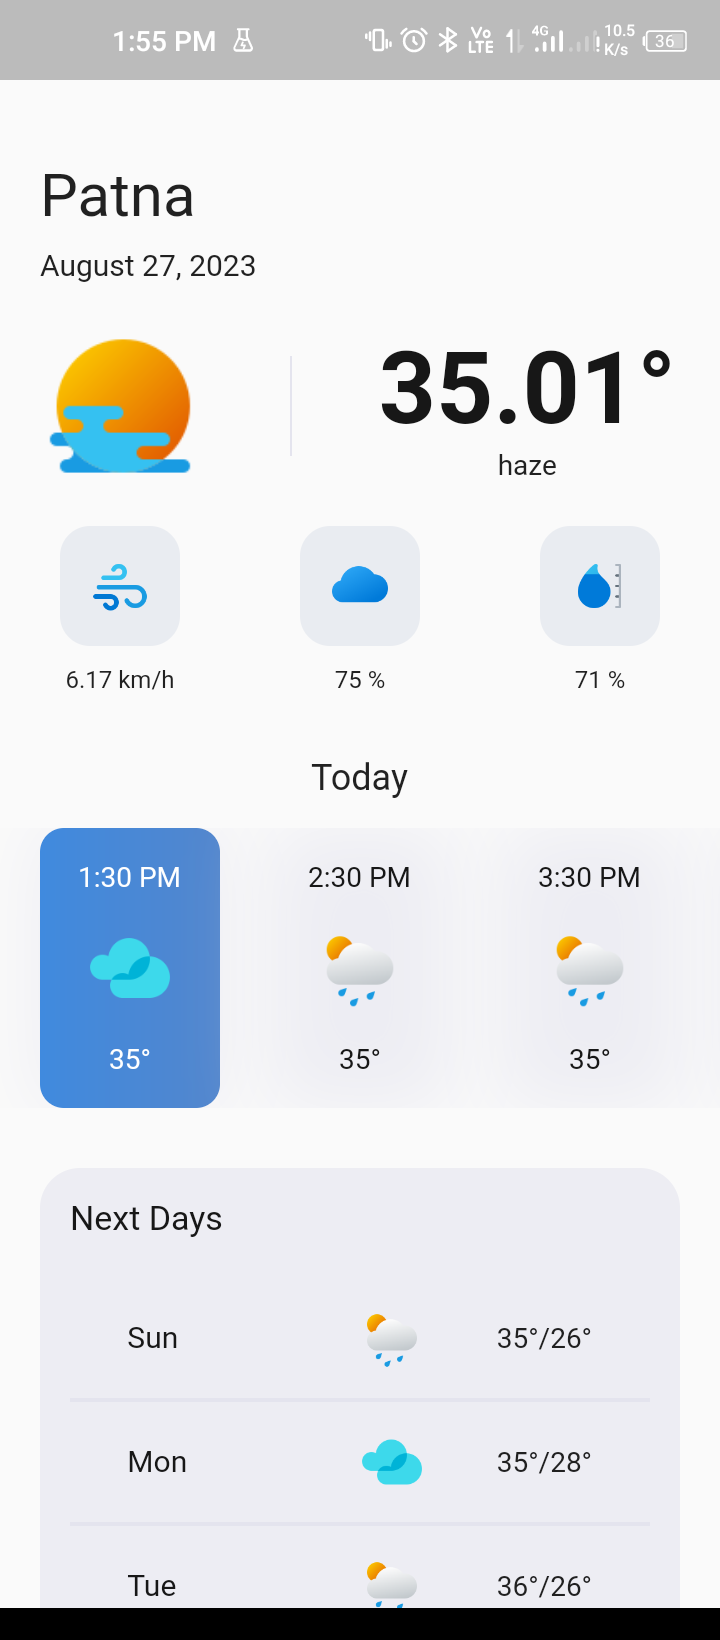 1:55 PM Vo LTE 4G 10.5 K/s 36
Patna
August 27, 2023
35.01°
haze
6.17 km/h 75 % 71 %
Today
1:30 PM 2:30 PM 3:30 PM
35° 35° 35°
Next Days
Sun 35°/26°
Mon 35°/28°
Tue 36°/26°